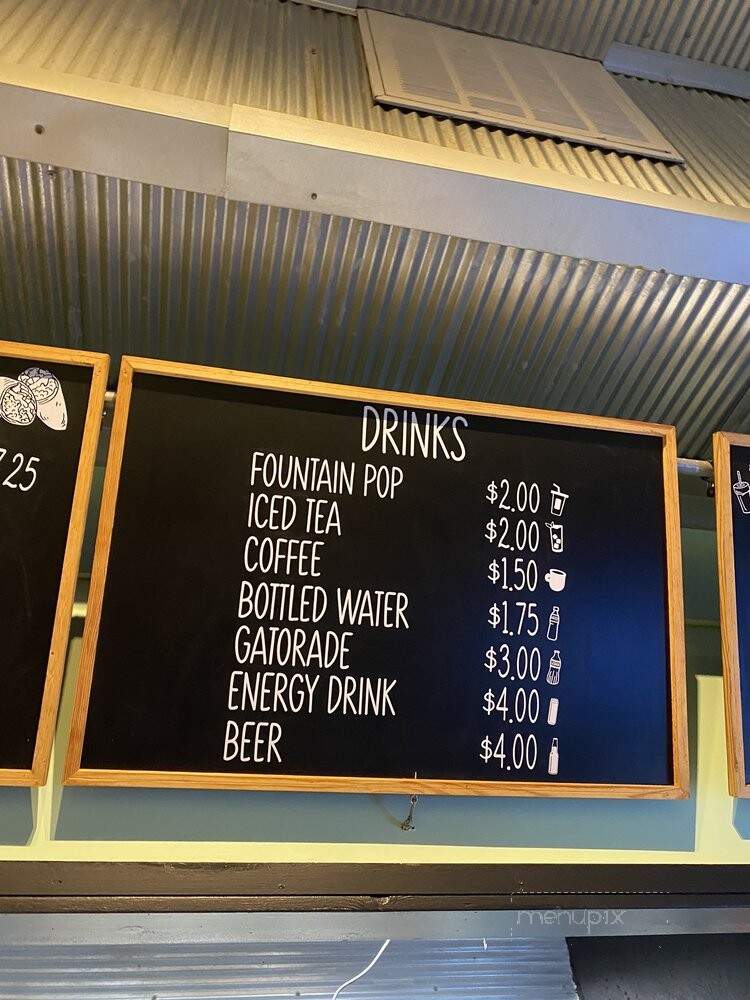 DRINKS
FOUNTAIN POP $2.00
ICED TEA $2.00
COFFEE $1.50
BOTTLED WATER $1.75
GATORADE $3.00
ENERGY DRINK $4.00
BEER $4.00
menupix